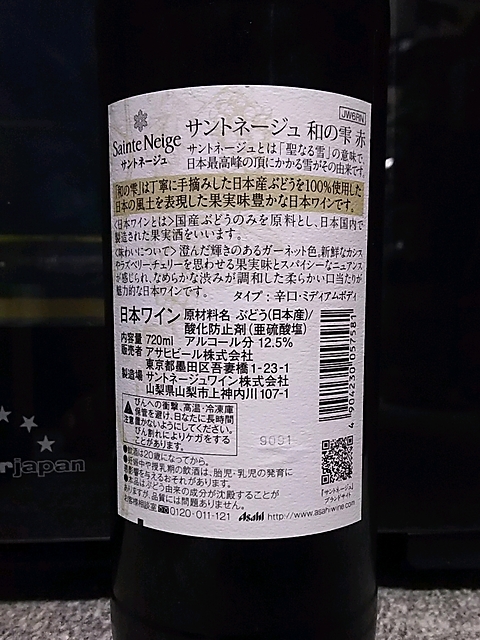 JW6RN
Sainte Neige
サントネージュ
サントネージュ 和の雫 赤
サントネージュとは「聖なる雪」の意味で、
日本最高峰の頂にかかる雪がその由来です。
「和の雫」は丁寧に手摘みした日本産ぶどうを100%使用した
日本の風土を表現した果実味豊かな日本ワインです。
<日本ワインとは>国産ぶどうのみを原料とし、日本国内で
製造された果実酒をいいます。
<味わいについて> 澄んだ輝きのあるガーネット色。新鮮なカシス
やラズベリー、チェリーを思わせる果実味とスパイシーなニュアンス
が感じられ、なめらかな渋みが調和した柔らかい口当たりが
魅力的な日本ワインです。 タイプ:辛口・ミディアムボディ
日本ワイン 原材料名 ぶどう(日本産)/
酸化防止剤(亜硫酸塩)
内容量 720ml アルコール分 12.5%
販売者 アサヒビール株式会社
東京都墨田区吾妻橋1-23-1
製造場 サントネージュワイン株式会社
山梨県山梨市上神内川107-1
4 904230 057581
注意 びんへの衝撃、高温・冷凍庫
保管を避け、日なたに長時間
置かないようにしてください。
びん割れによりケガをする
ことがあります。
9091
●飲酒は20歳になってから。
●妊娠中や授乳期の飲酒は、胎児・乳児の発育に
悪影響を与えるおそれがあります。
●本品はぶどう由来の成分が沈殿することが
ありますが、品質には問題ありません。
お客様相談室 0120-011-121 Asahi http://www.asahi-wine.com
『サントネージュ』
ブランドサイト
japan